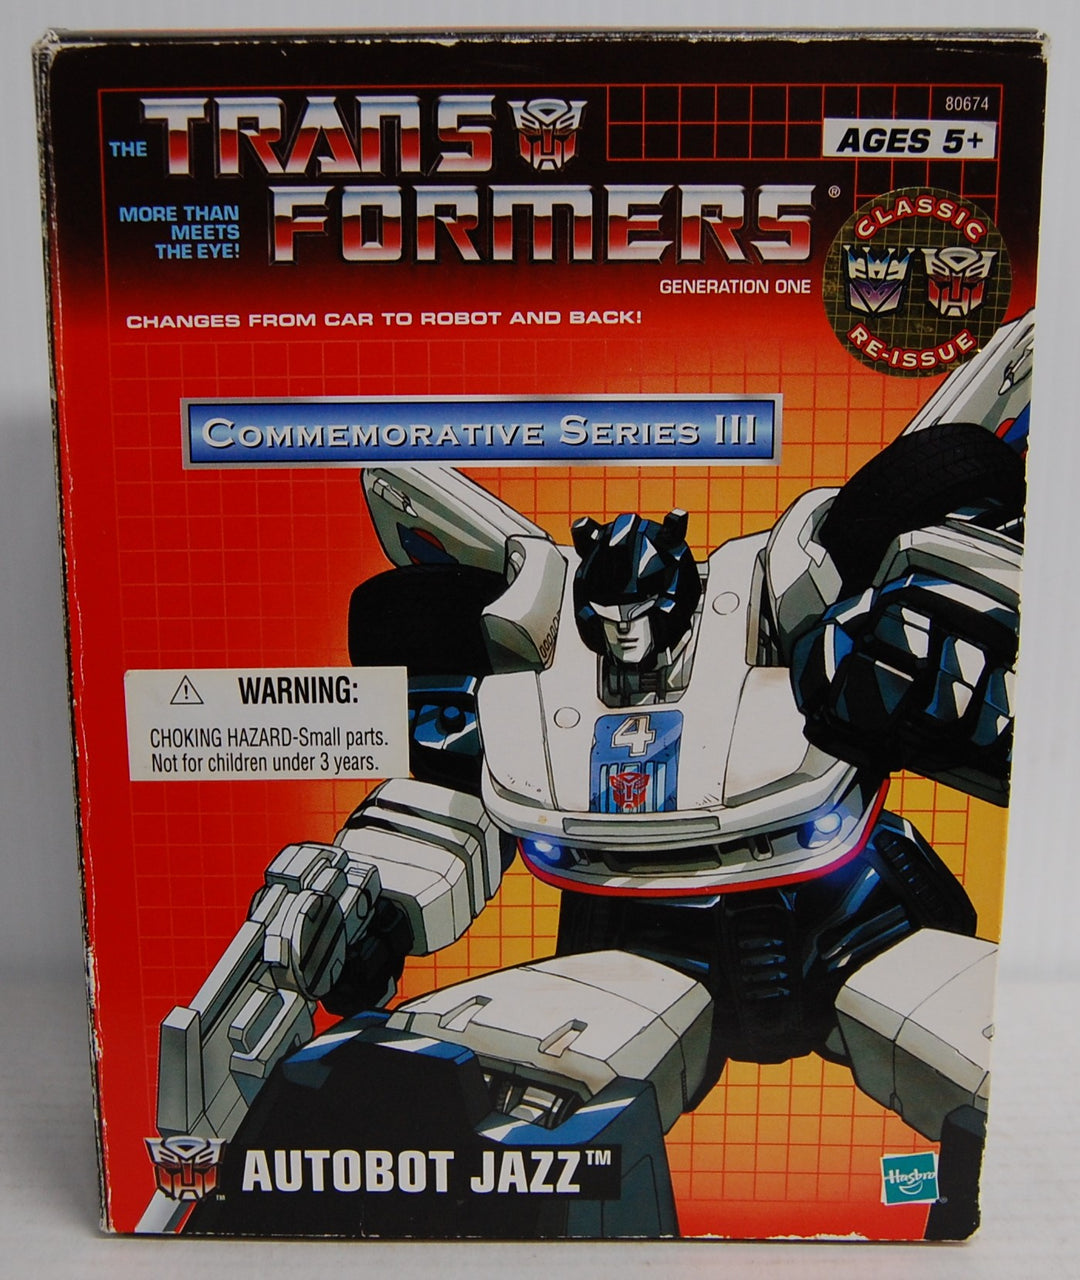 80674
AGES 5+
THE TRANSFORMERS®
MORE THAN
MEETS
THE EYE!
GENERATION ONE
CLASSIC
RE-ISSUE
CHANGES FROM CAR TO ROBOT AND BACK!
COMMEMORATIVE SERIES III
4
⚠ WARNING:
CHOKING HAZARD-Small parts.
Not for children under 3 years.
AUTOBOT JAZZ™
TM
Hasbro
®